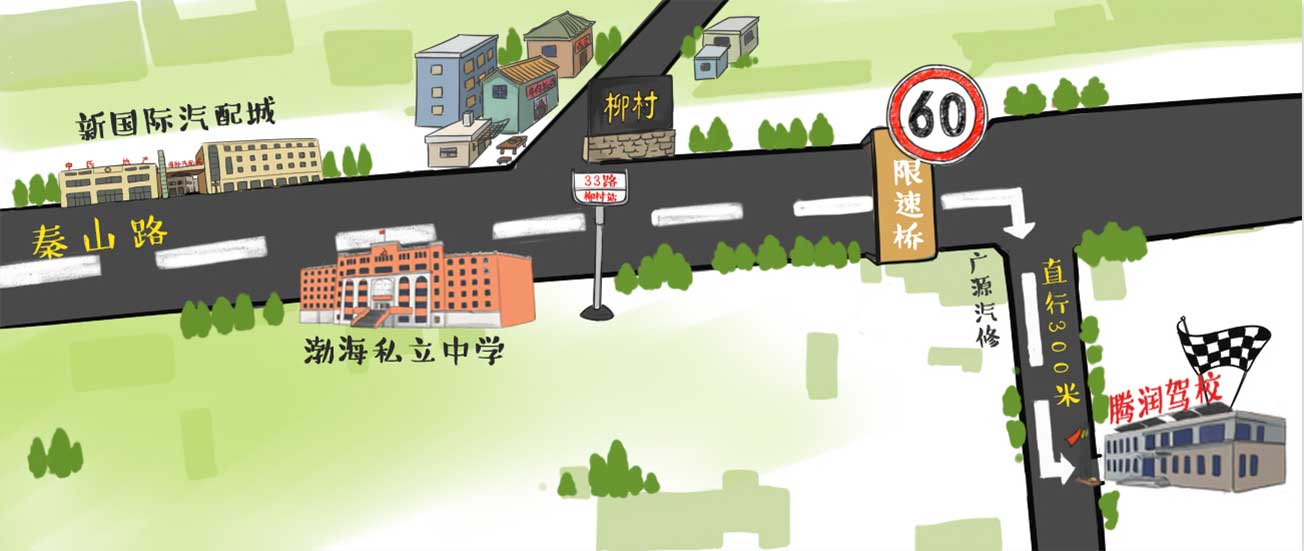 新国际汽配城
秦山路
渤海私立中学
柳村
33路
柳村站
60
限速桥
广源汽修
直行300米
腾润驾校